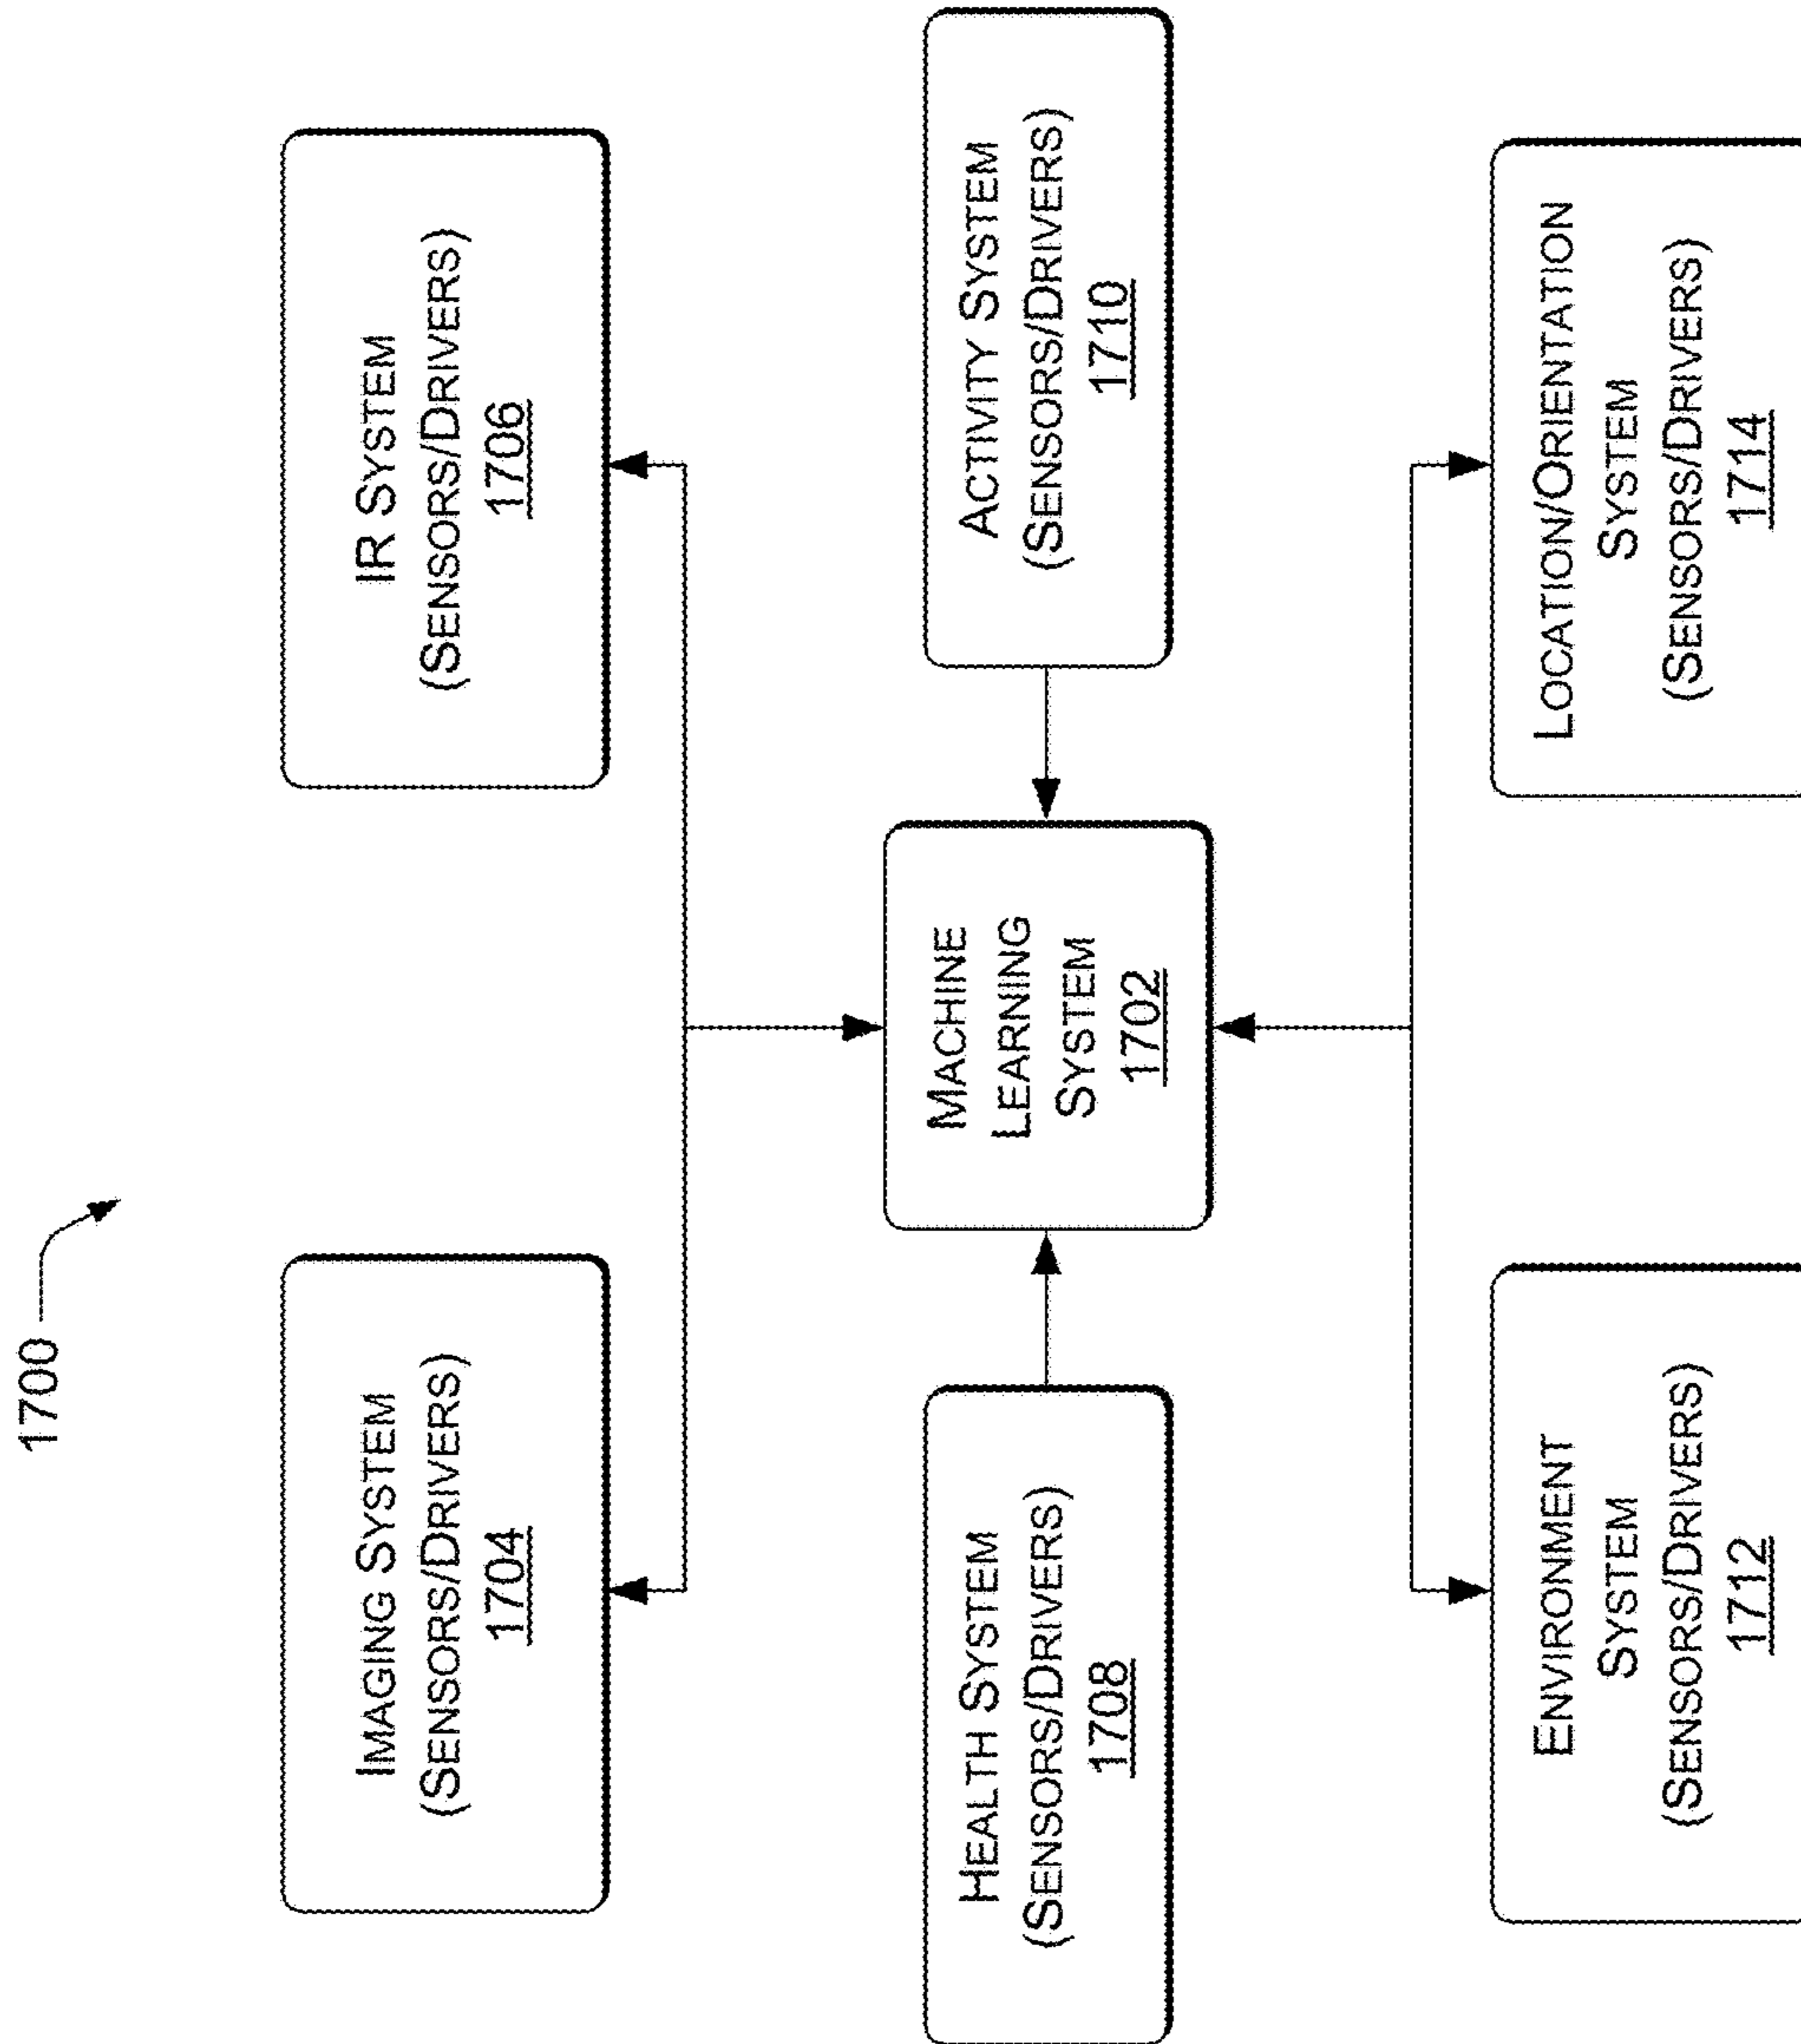 1700
IMAGING SYSTEM
(SENSORS/DRIVERS)
1704
IR SYSTEM
(SENSORS/DRIVERS)
1706
HEALTH SYSTEM
(SENSORS/DRIVERS)
1708
MACHINE
LEARNING
SYSTEM
1702
ACTIVITY SYSTEM
(SENSORS/DRIVERS)
1710
ENVIRONMENT
SYSTEM
(SENSORS/DRIVERS)
1712
LOCATION/ORIENTATION
SYSTEM
(SENSORS/DRIVERS)
1714